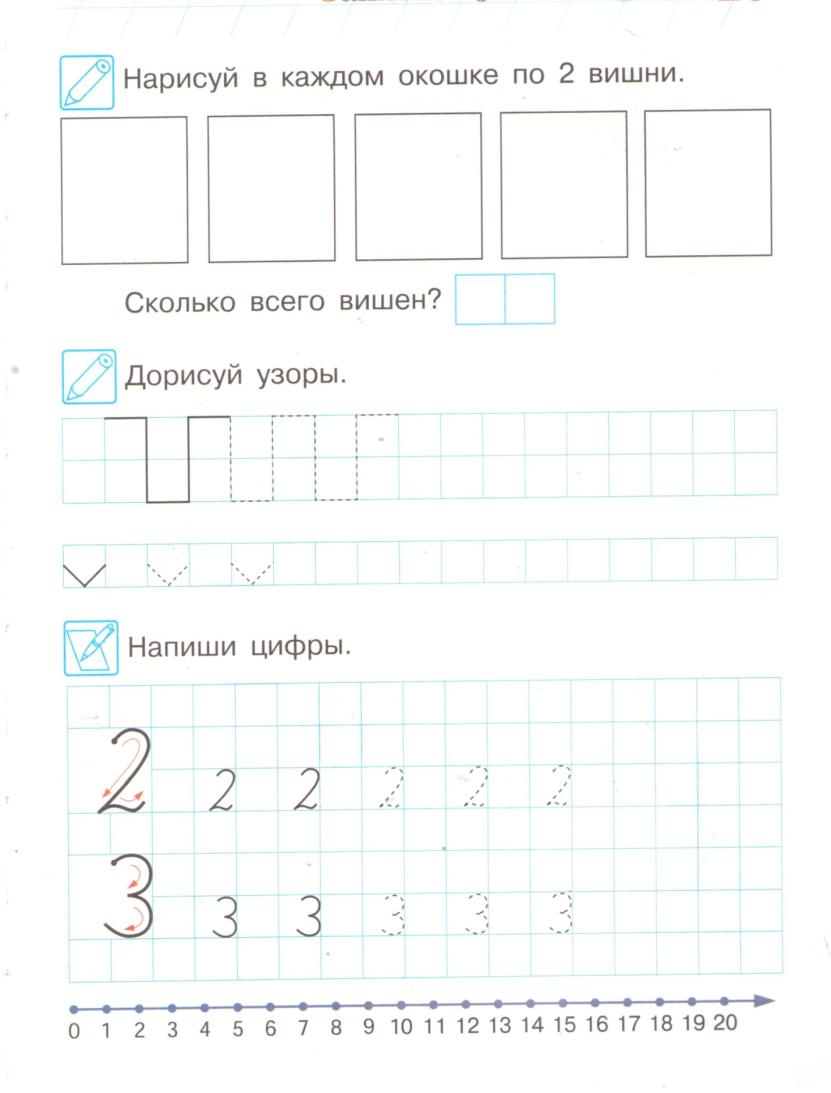 Нарисуй в каждом окошке по 2 вишни.
Сколько всего вишен?
Дорисуй узоры.
Напиши цифры.
2 2 2 2 2 2
3 3 3 3 3 3
0 1 2 3 4 5 6 7 8 9 10 11 12 13 14 15 16 17 18 19 20